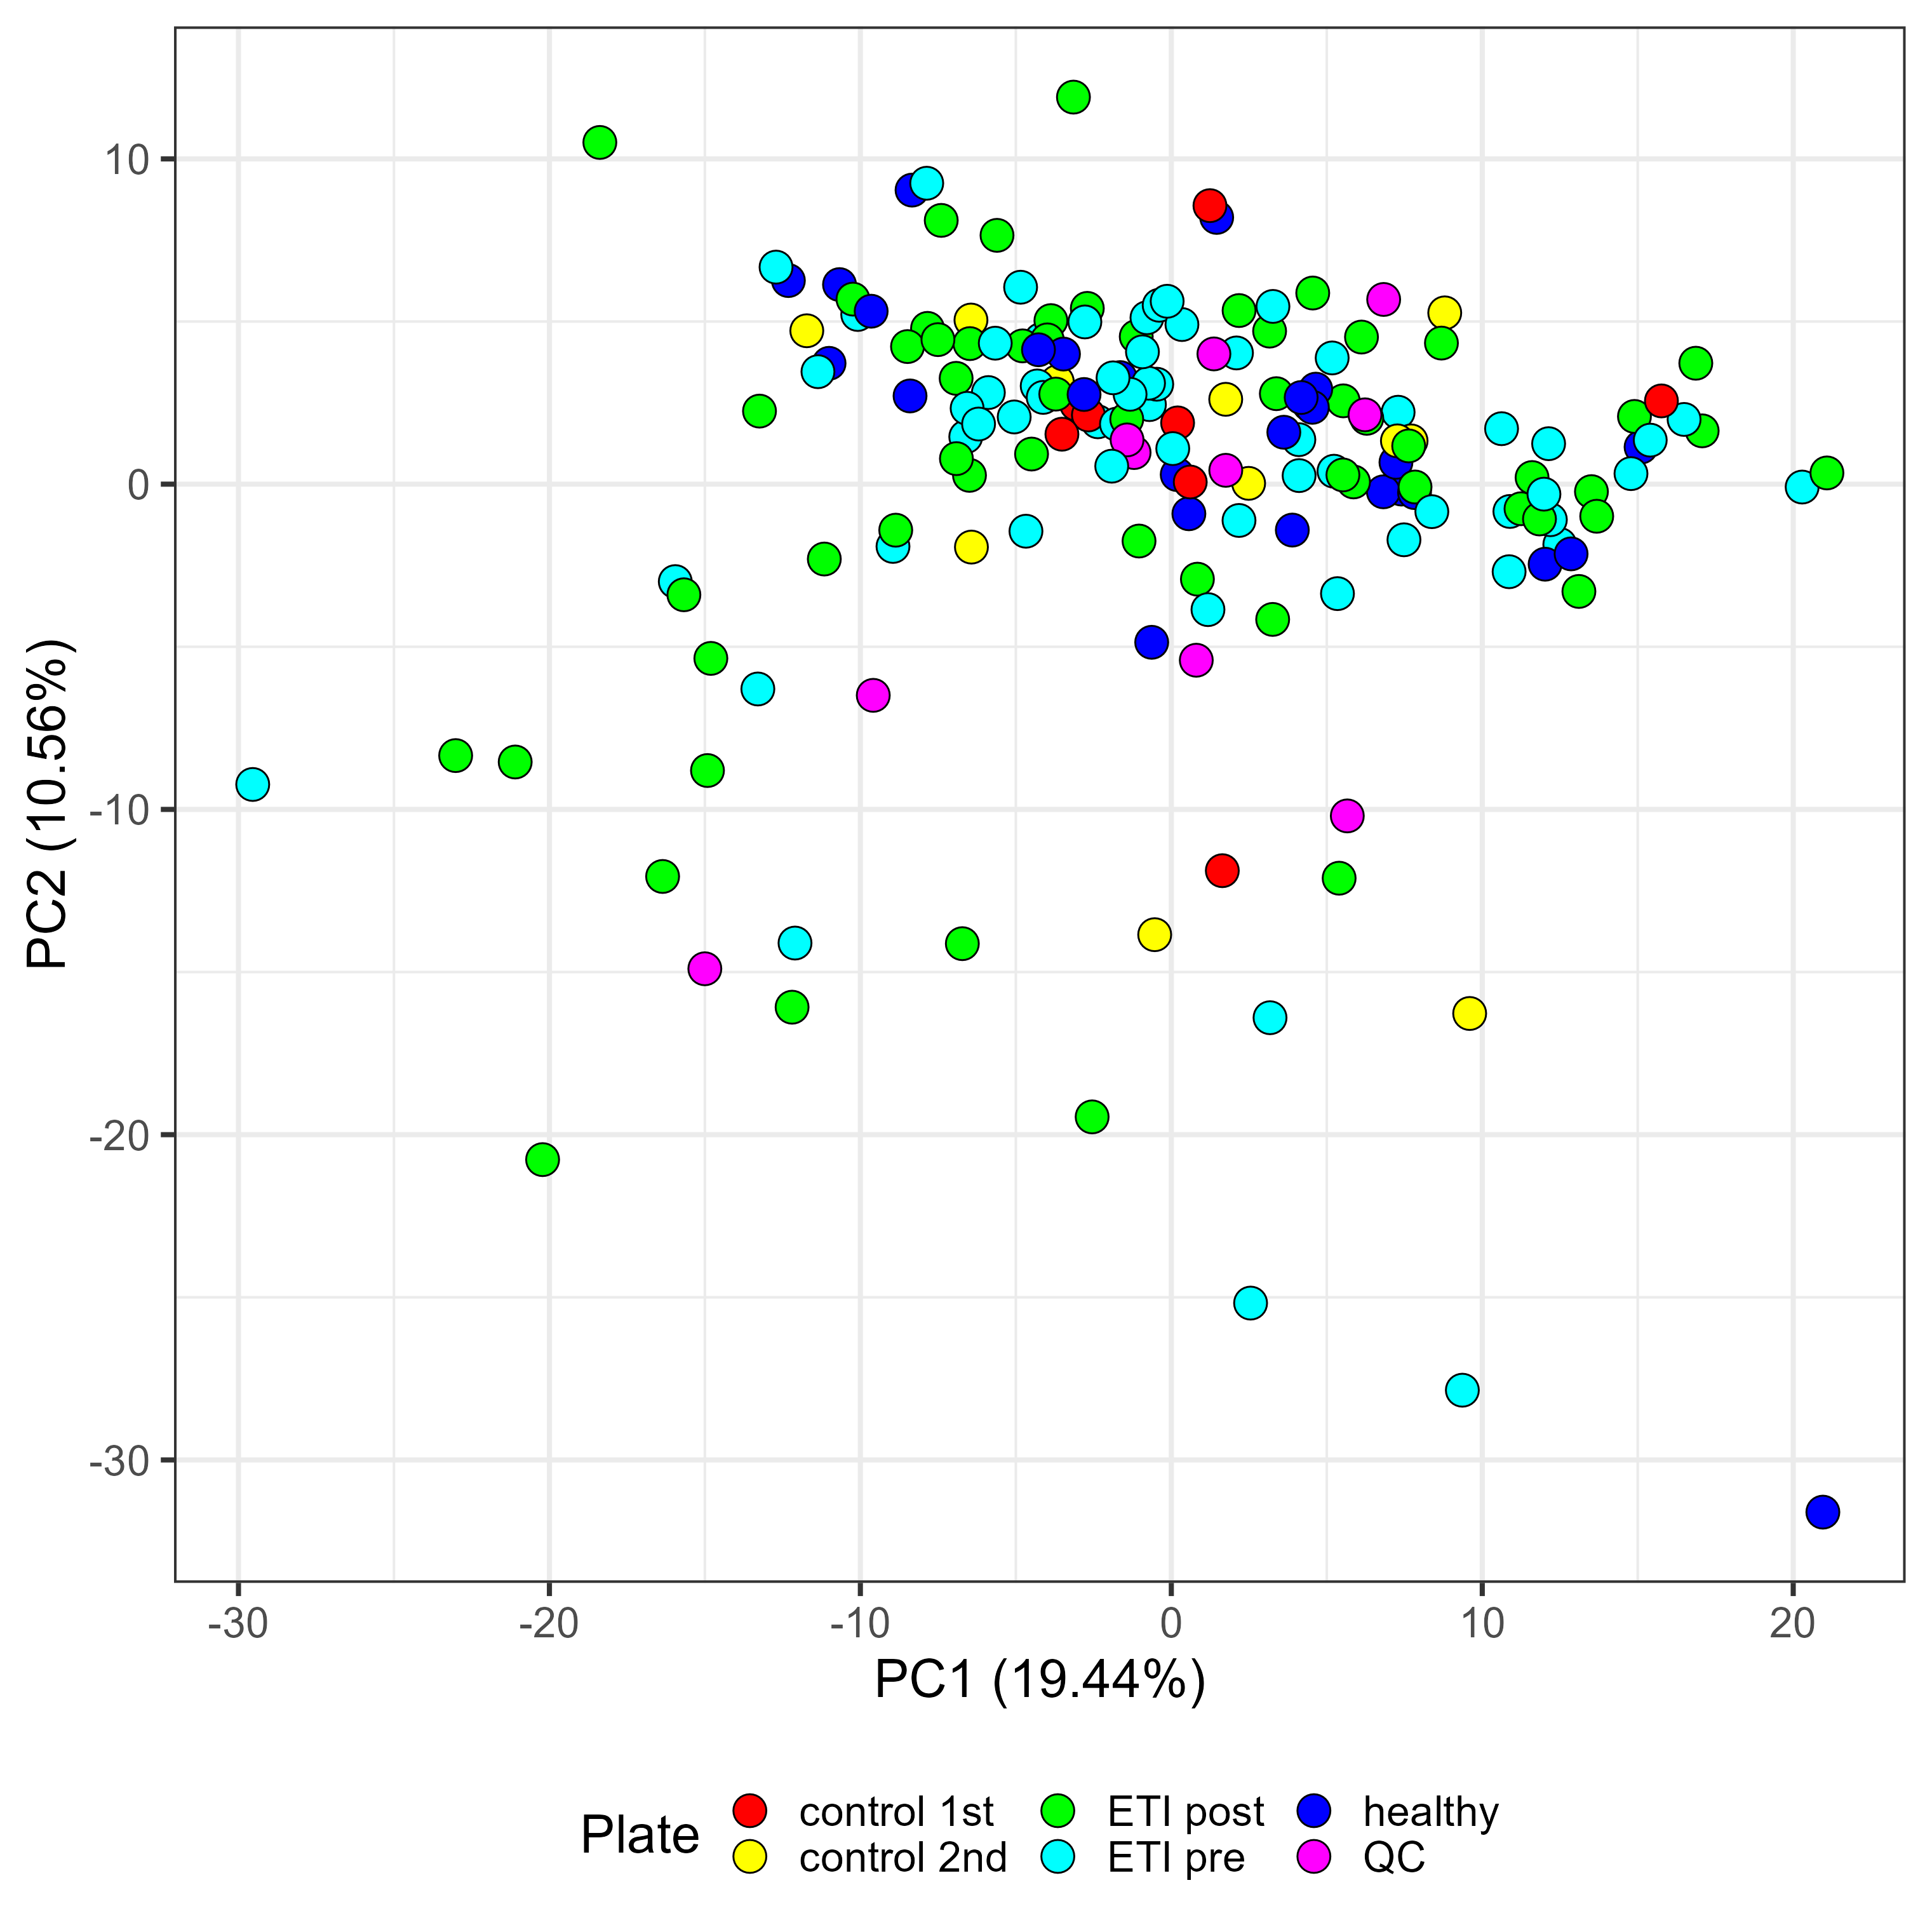 10
0
-10
-20
-30
PC2 (10.56%)
-30 -20 -10 0 10 20
PC1 (19.44%)
Plate
control 1st ETI post healthy
control 2nd ETI pre QC